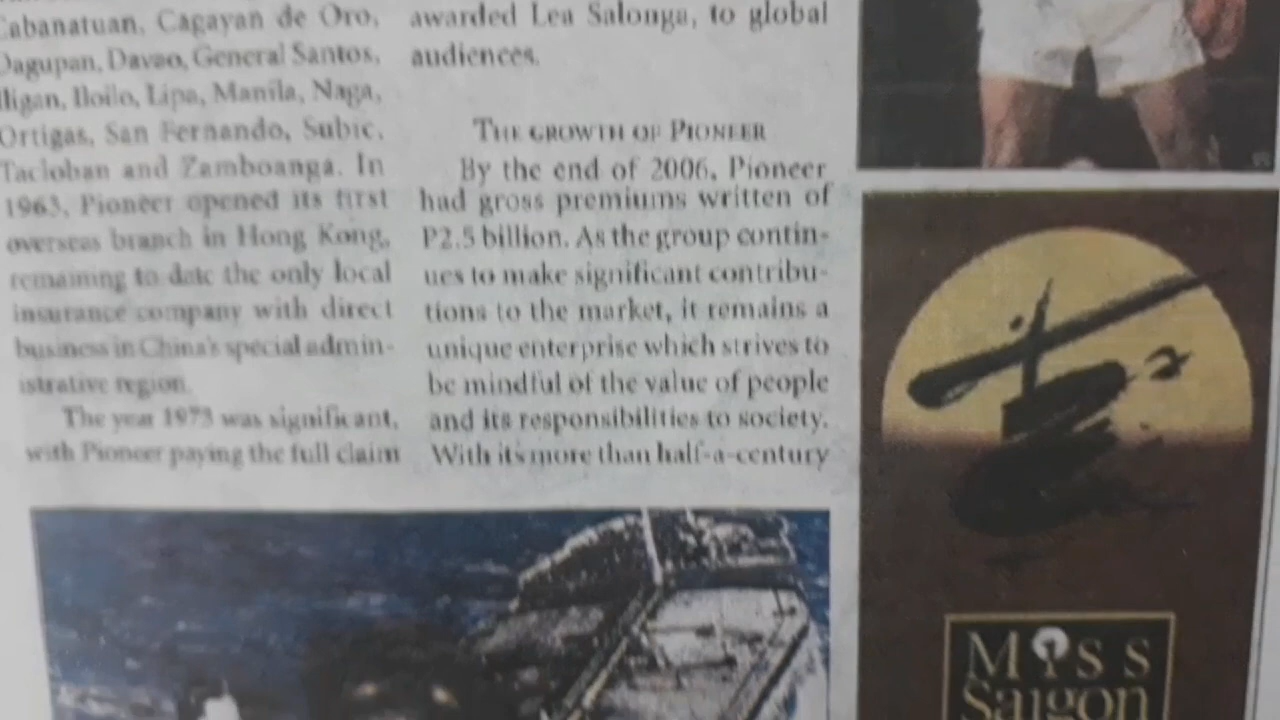 Cabanatuan, Cagayan de Oro,
Dagupan, Davao, General Santos,
Iligan, Iloilo, Lipa, Manila, Naga,
Ortigas, San Fernando, Subic,
Tacloban and Zamboanga. In
1963, Pioneer opened its first
overseas branch in Hong Kong,
remaining to date the only local
insurance company with direct
business in China's special admin-
istrative region.
The year 1973 was significant,
with Pioneer paying the full claim
awarded Lea Salonga, to global
audiences.
THE GROWTH OF PIONEER
By the end of 2006, Pioneer
had gross premiums written of
P2.5 billion. As the group contin-
ues to make significant contribu-
tions to the market, it remains a
unique enterprise which strives to
be mindful of the value of people
and its responsibilities to society.
With its more than half-a-century
MISS
Saigon